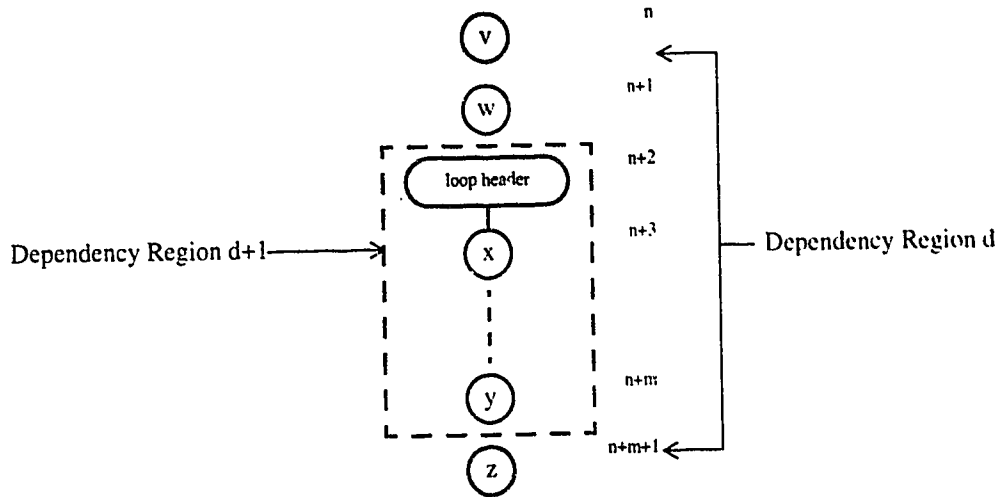 n
v
n+1
w
n+2
loop header
n+3
Dependency Region d+1
x
Dependency Region d
n+m
y
n+m+1
z